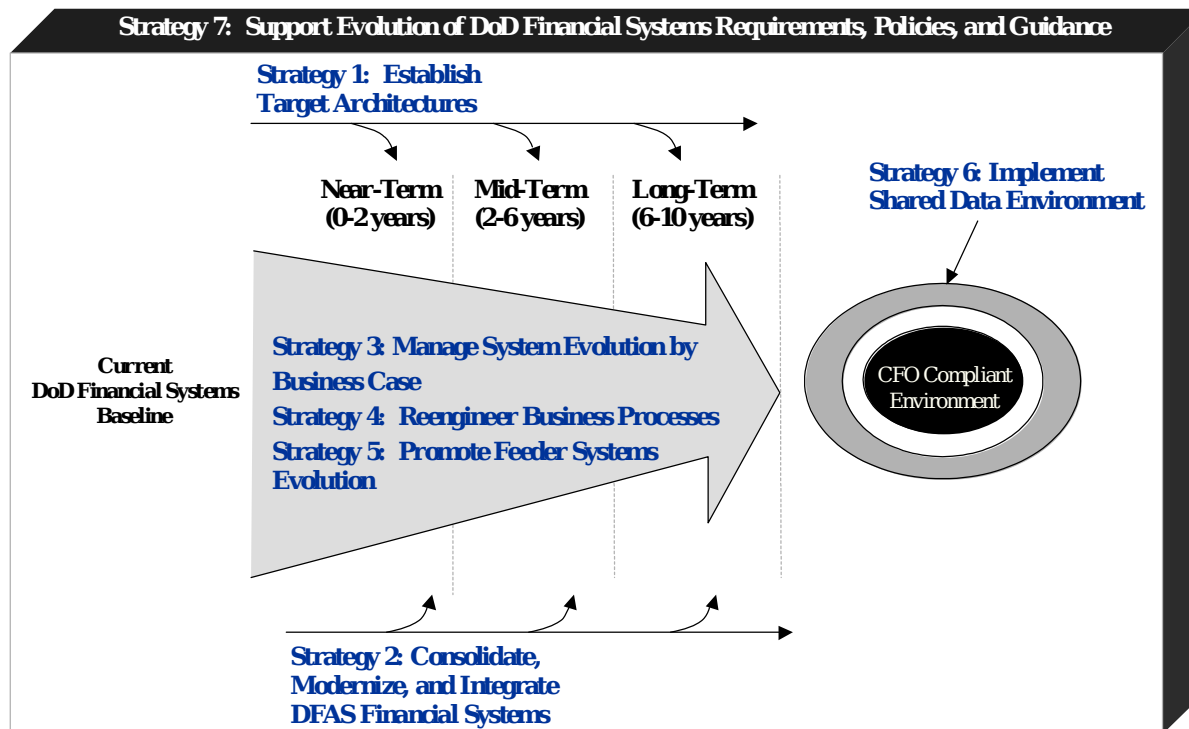 Strategy 7: Support Evolution of DoD Financial Systems Requirements, Policies, and Guidance
Strategy 1: Establish
Target Architectures
Near-Term
(0-2 years)
Mid-Term
(2-6 years)
Long-Term
(6-10 years)
Strategy 6: Implement
Shared Data Environment
Current
DoD Financial Systems
Baseline
Strategy 3: Manage System Evolution by
Business Case
Strategy 4: Reengineer Business Processes
Strategy 5: Promote Feeder Systems
Evolution
CFO Compliant
Environment
Strategy 2: Consolidate,
Modernize, and Integrate
DFAS Financial Systems